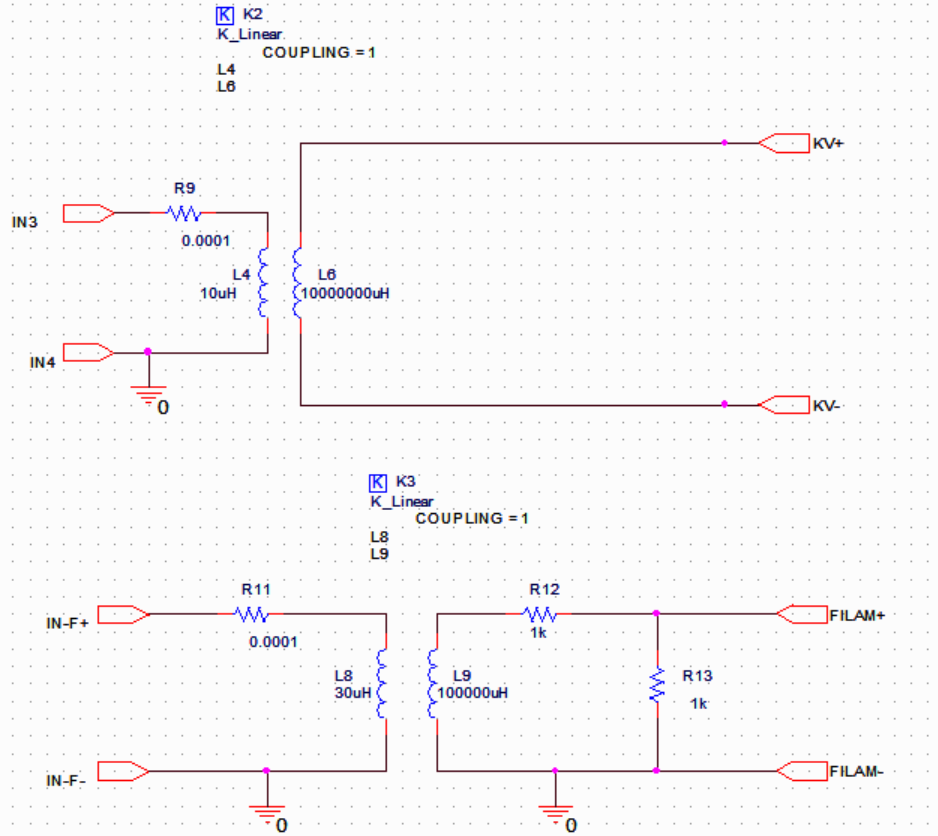 K K2
K_Linear
COUPLING = 1
L4
L6
KV+
R9
IN3
0.0001
L4
10uH
L6
10000000uH
IN4
0
KV-
K K3
K_Linear
COUPLING = 1
L8
L9
R11
R12
IN-F+
FILAM+
0.0001
1k
L8
30uH
L9
100000uH
R13
1k
IN-F-
FILAM-
0
0